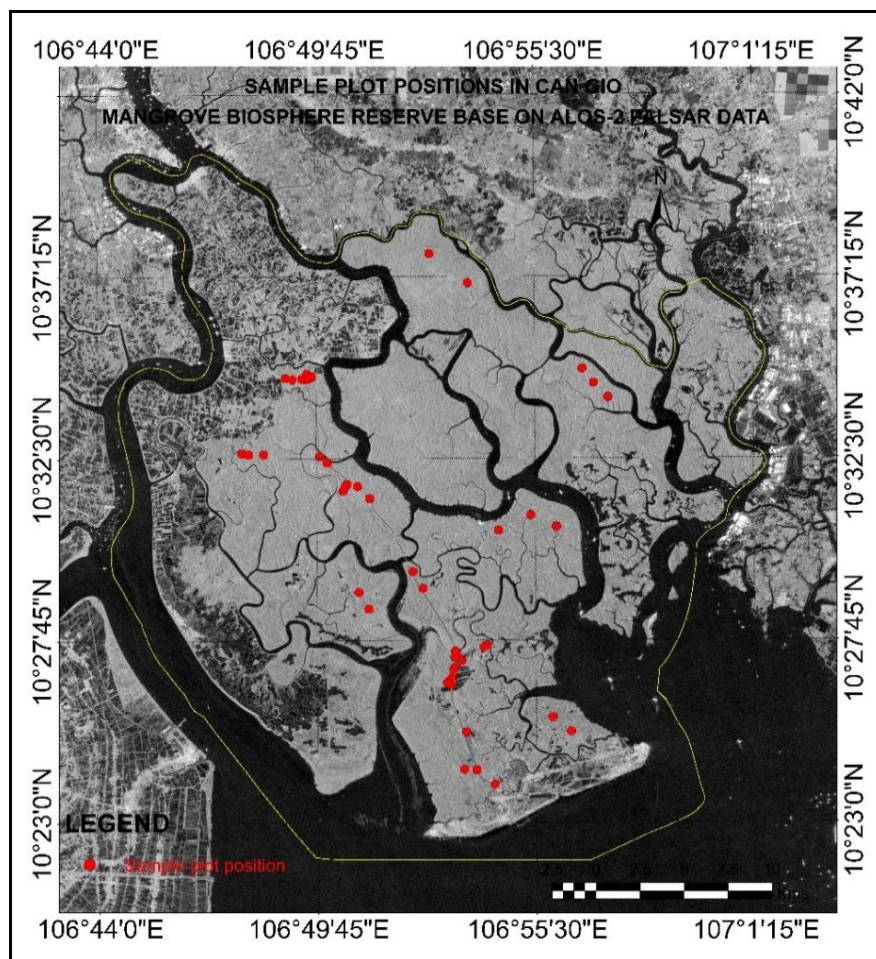 106°44'0"E 106°49'45"E 106°55'30"E 107°1'15"E
SAMPLE PLOT POSITIONS IN CAN GIO
MANGROVE BIOSPHERE RESERVE BASE ON ALOS-2 PALSAR DATA
N
10°42'0"N 10°42'0"N
10°37'15"N 10°37'15"N
10°32'30"N 10°32'30"N
10°27'45"N 10°27'45"N
10°23'0"N 10°23'0"N
LEGEND
Sample plot position
2.5 0 2.5 5 7.5 10
Kms
106°44'0"E 106°49'45"E 106°55'30"E 107°1'15"E